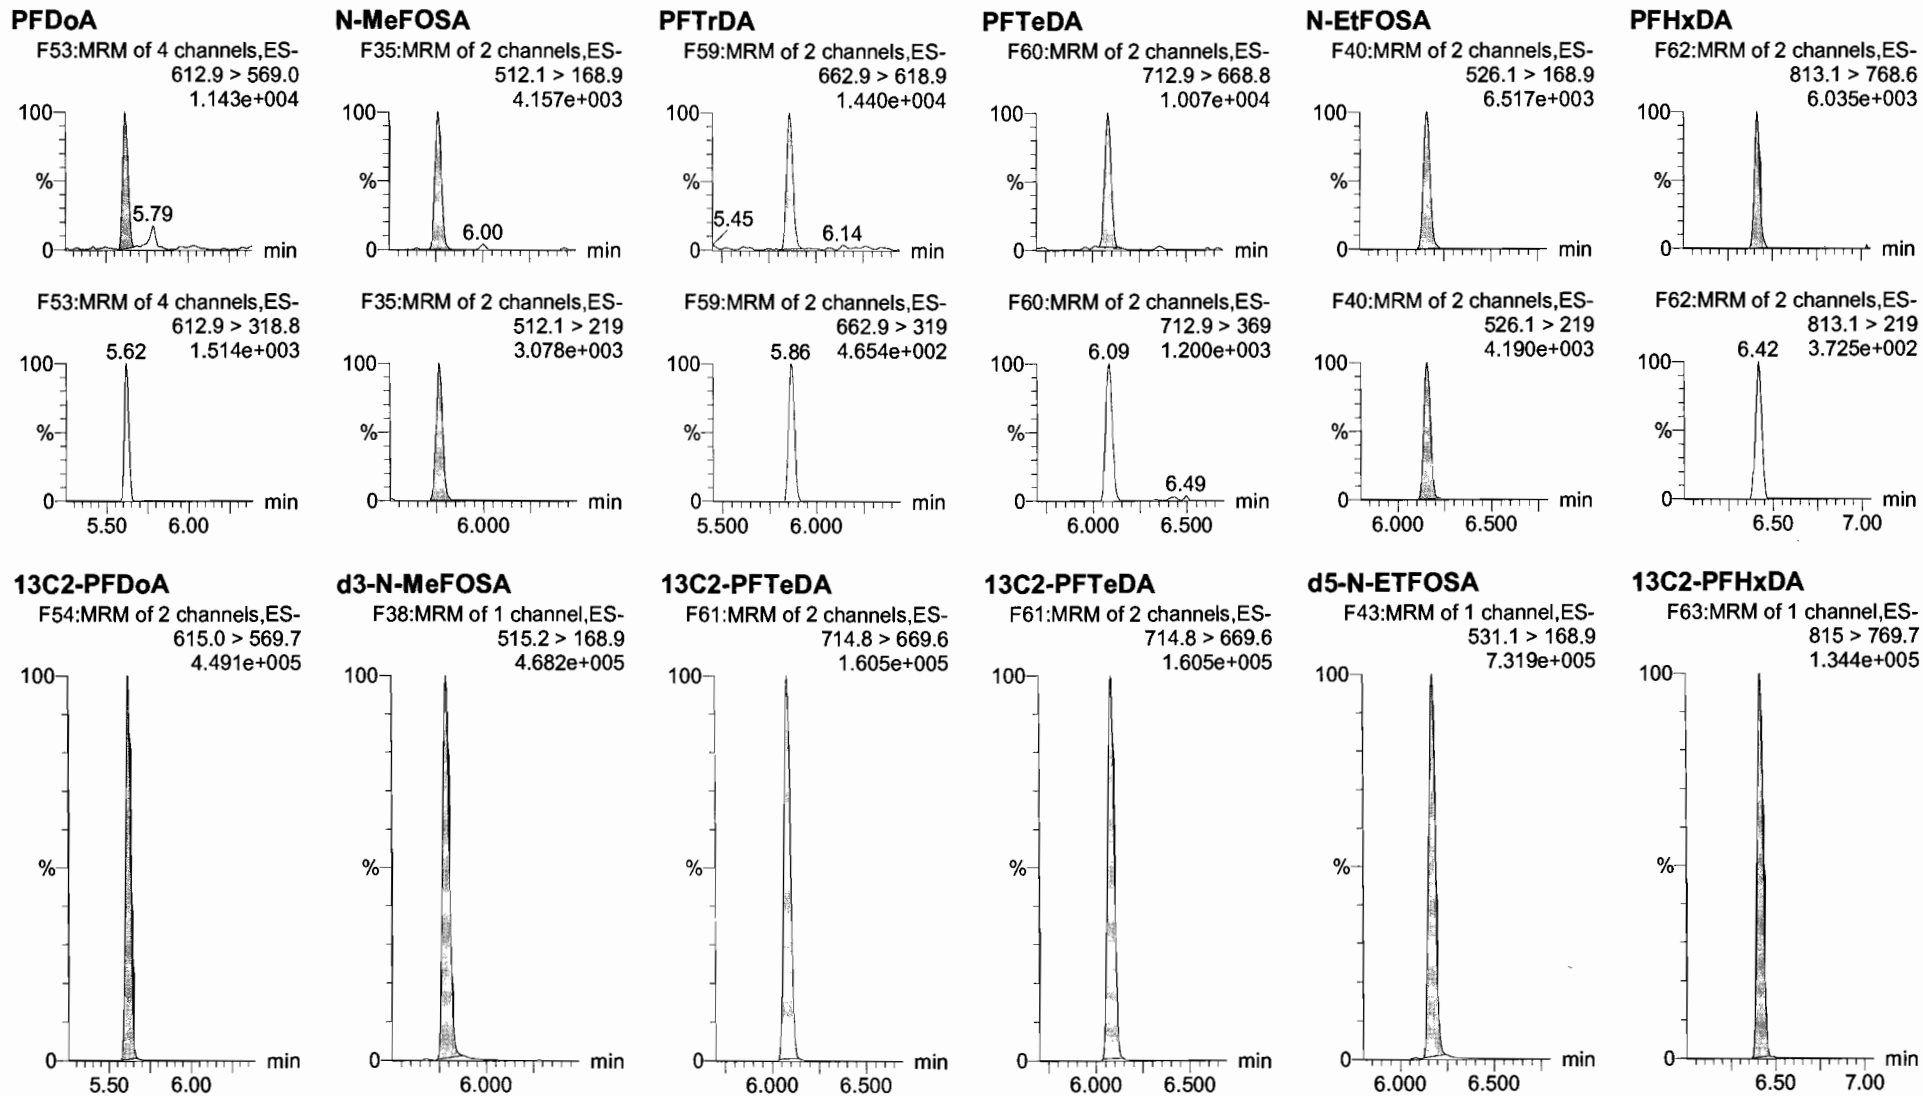 PFDoA
F53:MRM of 4 channels,ES-
612.9 > 569.0
1.143e+004
100
%
5.79
0
min
N-MeFOSA
F35:MRM of 2 channels,ES-
512.1 > 168.9
4.157e+003
100
%
6.00
0
min
PFTrDA
F59:MRM of 2 channels,ES-
662.9 > 618.9
1.440e+004
100
%
5.45
6.14
0
min
PFTeDA
F60:MRM of 2 channels,ES-
712.9 > 668.8
1.007e+004
100
%
0
min
N-EtFOSA
F40:MRM of 2 channels,ES-
526.1 > 168.9
6.517e+003
100
%
0
min
PFHxDA
F62:MRM of 2 channels,ES-
813.1 > 768.6
6.035e+003
100
%
0
min
F53:MRM of 4 channels,ES-
612.9 > 318.8
5.62 1.514e+003
100
%
0
min
5.50 6.00
F35:MRM of 2 channels,ES-
512.1 > 219
3.078e+003
100
%
0
min
6.000
F59:MRM of 2 channels,ES-
662.9 > 319
5.86 4.654e+002
100
%
0
min
5.500 6.000
F60:MRM of 2 channels,ES-
712.9 > 369
6.09 1.200e+003
100
%
6.49
0
min
6.000 6.500
F40:MRM of 2 channels,ES-
526.1 > 219
4.190e+003
100
%
0
min
6.000 6.500
F62:MRM of 2 channels,ES-
813.1 > 219
6.42 3.725e+002
100
%
0
min
6.50 7.00
13C2-PFDoA
F54:MRM of 2 channels,ES-
615.0 > 569.7
4.491e+005
100
%
0
min
5.50 6.00
d3-N-MeFOSA
F38:MRM of 1 channel,ES-
515.2 > 168.9
4.682e+005
100
%
0
min
6.000
13C2-PFTeDA
F61:MRM of 2 channels,ES-
714.8 > 669.6
1.605e+005
100
%
0
min
6.000 6.500
13C2-PFTeDA
F61:MRM of 2 channels,ES-
714.8 > 669.6
1.605e+005
100
%
0
min
6.000 6.500
d5-N-ETFOSA
F43:MRM of 1 channel,ES-
531.1 > 168.9
7.319e+005
100
%
0
min
6.000 6.500
13C2-PFHxDA
F63:MRM of 1 channel,ES-
815 > 769.7
1.344e+005
100
%
0
min
6.50 7.00